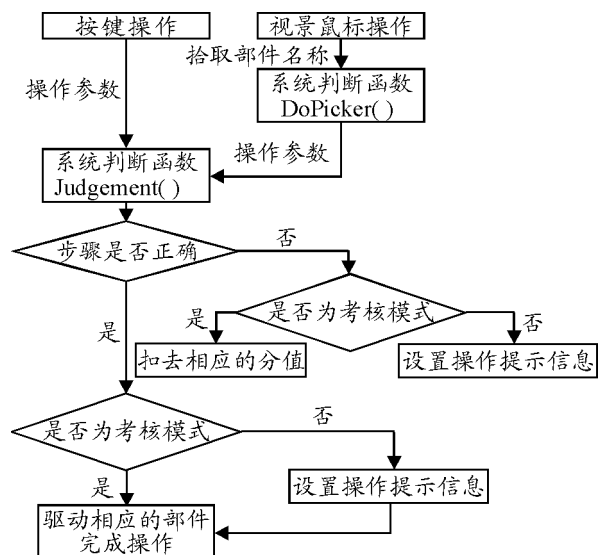 按键操作
视景鼠标操作
拾取部件名称
操作参数
系统判断函数
DoPicker( )
操作参数
系统判断函数
Judgement( )
步骤是否正确
否
是
是否为考核模式
是
否
扣去相应的分值
设置操作提示信息
是否为考核模式
否
是
设置操作提示信息
驱动相应的部件
完成操作